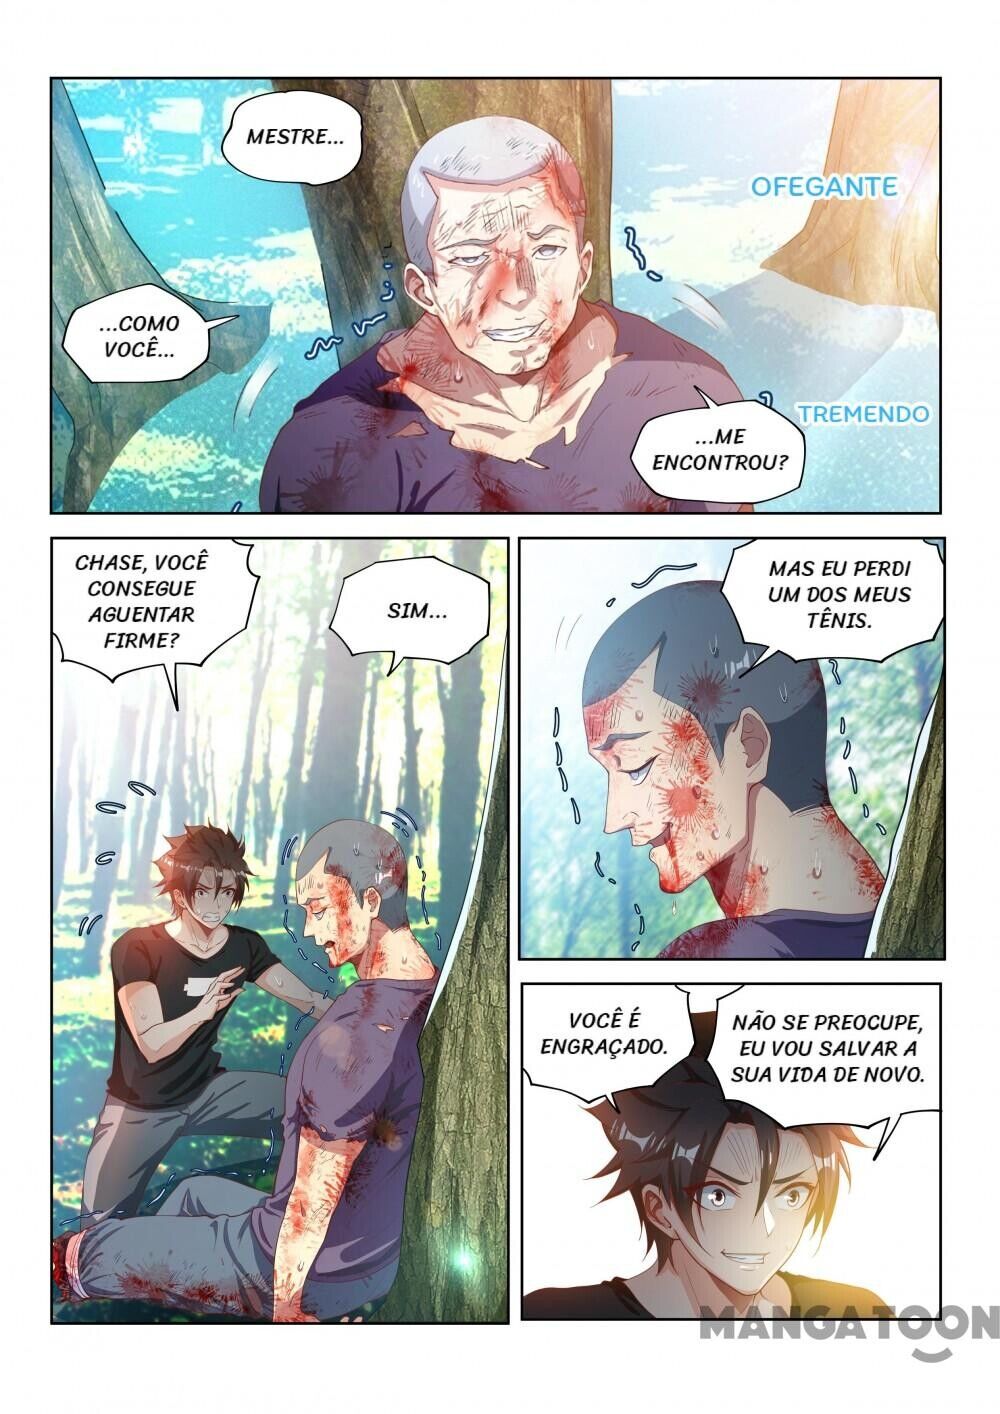 MESTRE...
OFEGANTE
...COMO
VOCÊ...
TREMENDO
...ME
ENCONTROU?
CHASE, VOCÊ
CONSEGUE
AGUENTAR
FIRME?
SIM...
MAS EU PERDI
UM DOS MEUS
TÊNIS.
VOCÊ É
ENGRAÇADO.
NÃO SE PREOCUPE,
EU VOU SALVAR A
SUA VIDA DE NOVO.
MANGATOON